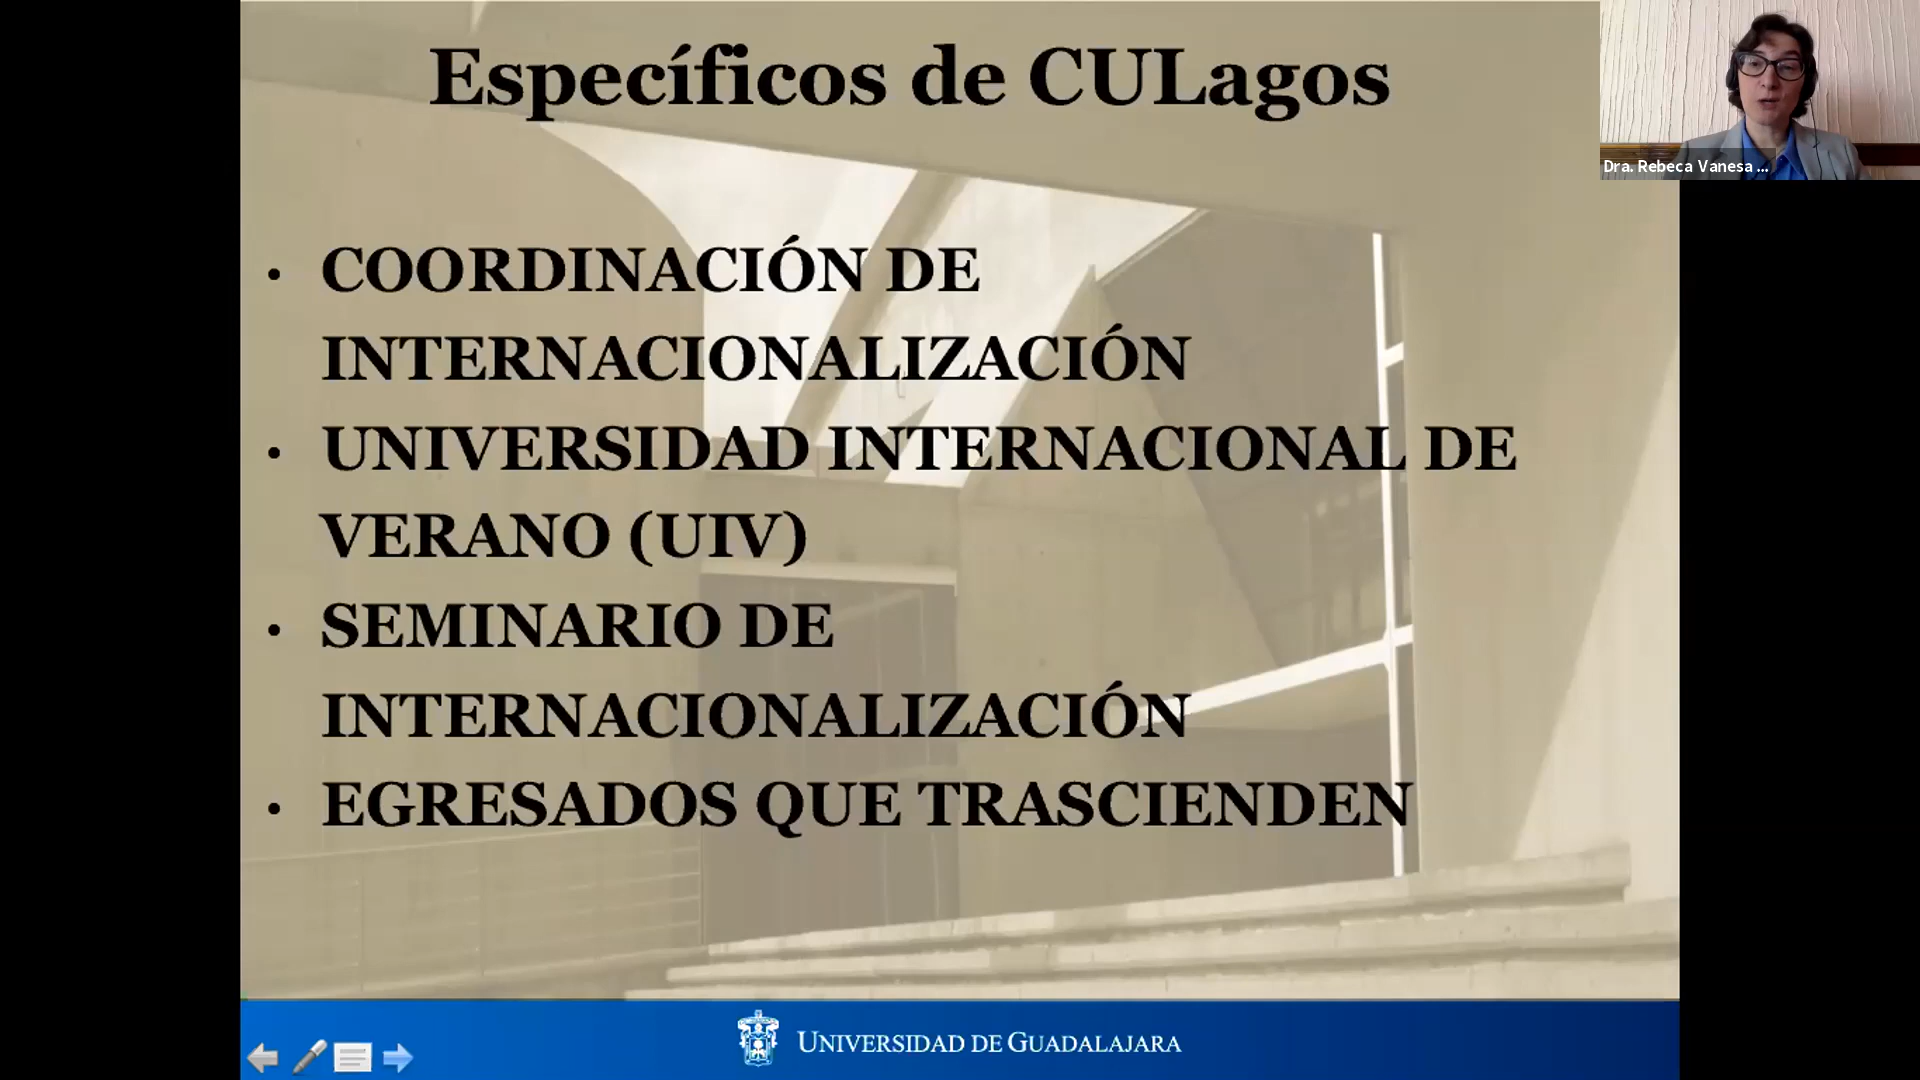 Específicos de CULagos
Dra. Rebeca Vanesa ...
• COORDINACIÓN DE
INTERNACIONALIZACIÓN
• UNIVERSIDAD INTERNACIONAL DE
VERANO (UIV)
• SEMINARIO DE
INTERNACIONALIZACIÓN
• EGRESADOS QUE TRASCIENDEN
UNIVERSIDAD DE GUADALAJARA